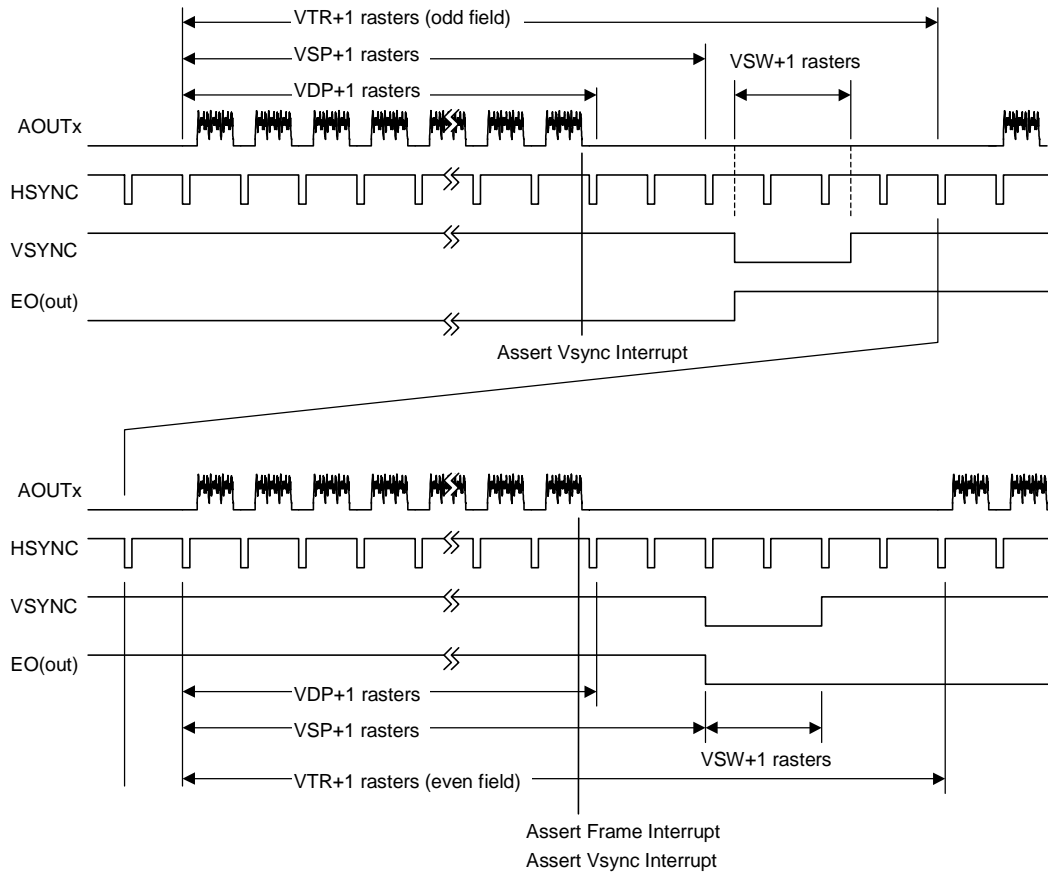 VTR+1 rasters (odd field)
VSP+1 rasters
VSW+1 rasters
VDP+1 rasters
AOUTx
HSYNC
VSYNC
EO(out)
Assert Vsync Interrupt
AOUTx
HSYNC
VSYNC
EO(out)
VDP+1 rasters
VSP+1 rasters
VSW+1 rasters
VTR+1 rasters (even field)
Assert Frame Interrupt
Assert Vsync Interrupt